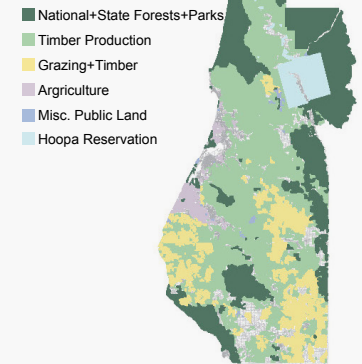 National+State Forests+Parks
Timber Production
Grazing+Timber
Argriculture
Misc. Public Land
Hoopa Reservation